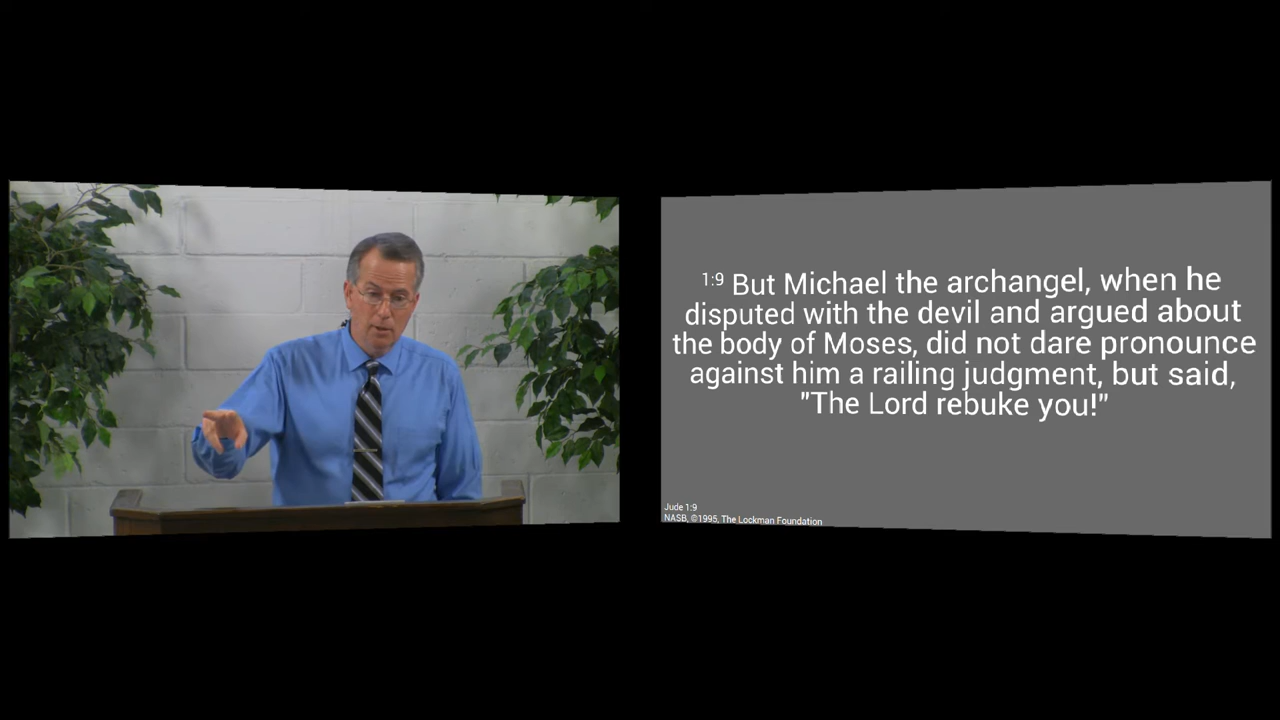 1:9 But Michael the archangel, when he
disputed with the devil and argued about
the body of Moses, did not dare pronounce
against him a railing judgment, but said,
"The Lord rebuke you!"
Jude 1:9
NASB, ©1995, The Lockman Foundation